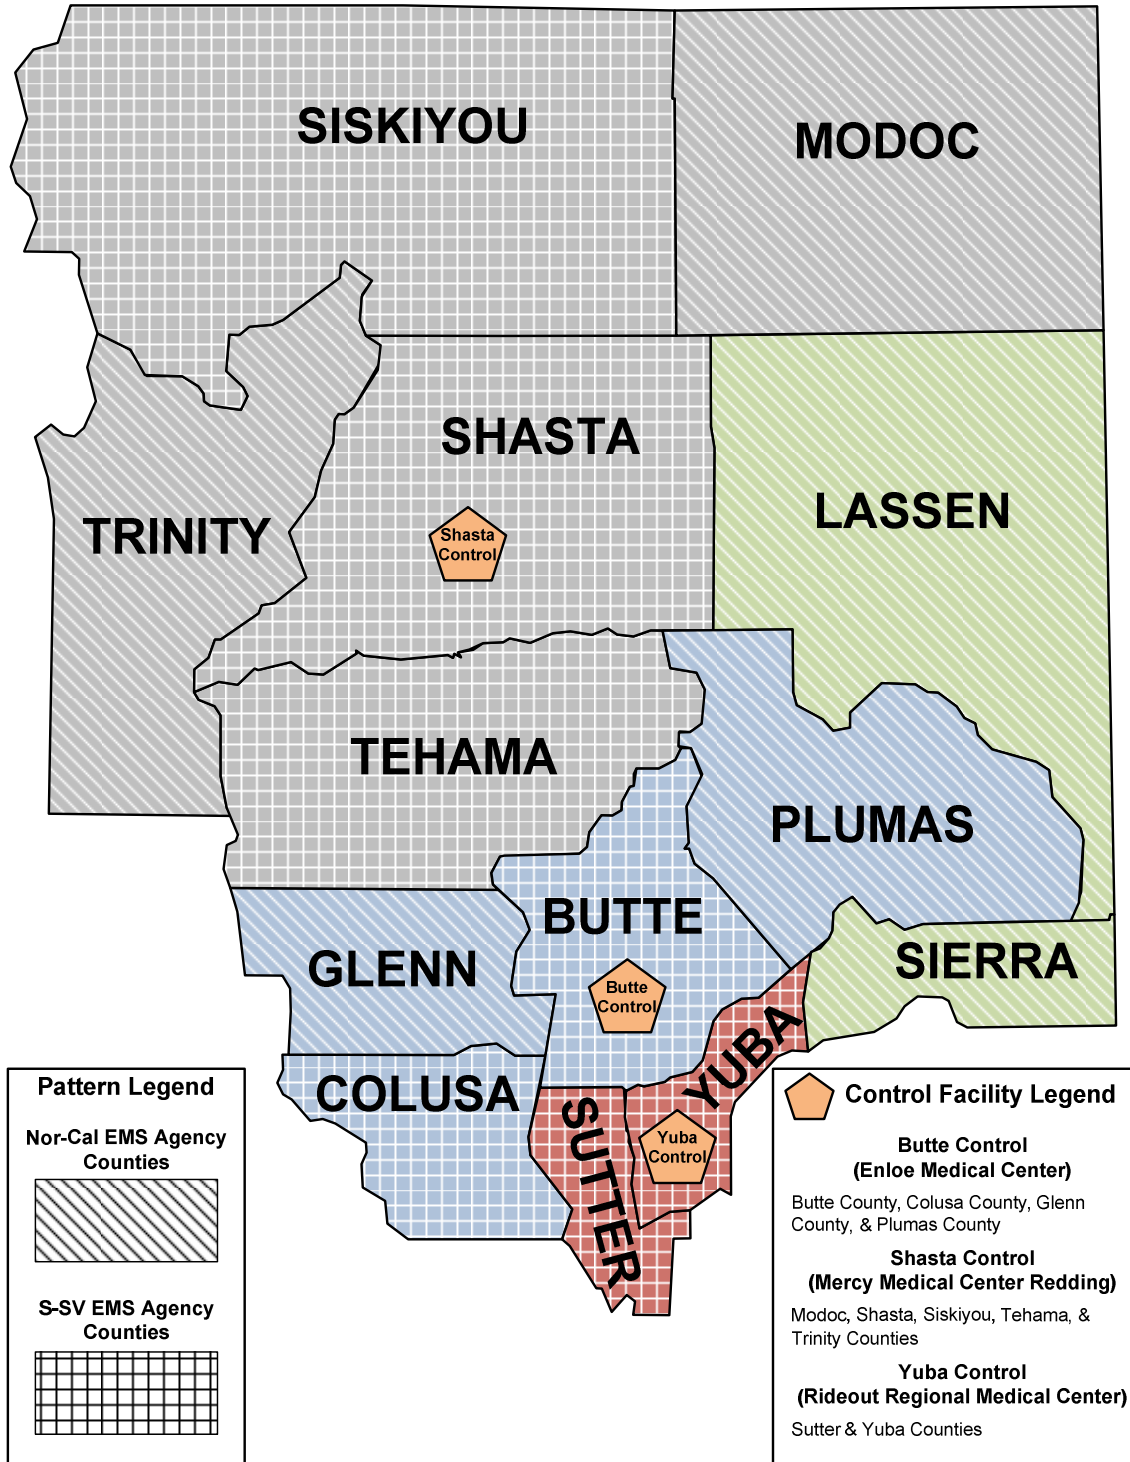 SISKIYOU
MODOC
SHASTA
LASSEN
TRINITY
Shasta
Control
TEHAMA
PLUMAS
BUTTE
SIERRA
GLENN
Butte
Control
YUBA
COLUSA
SUTTER
Yuba
Control
Pattern Legend
Nor-Cal EMS Agency
Counties
S-SV EMS Agency
Counties
Control Facility Legend
Butte Control
(Enloe Medical Center)
Butte County, Colusa County, Glenn
County, & Plumas County
Shasta Control
(Mercy Medical Center Redding)
Modoc, Shasta, Siskiyou, Tehama, &
Trinity Counties
Yuba Control
(Rideout Regional Medical Center)
Sutter & Yuba Counties